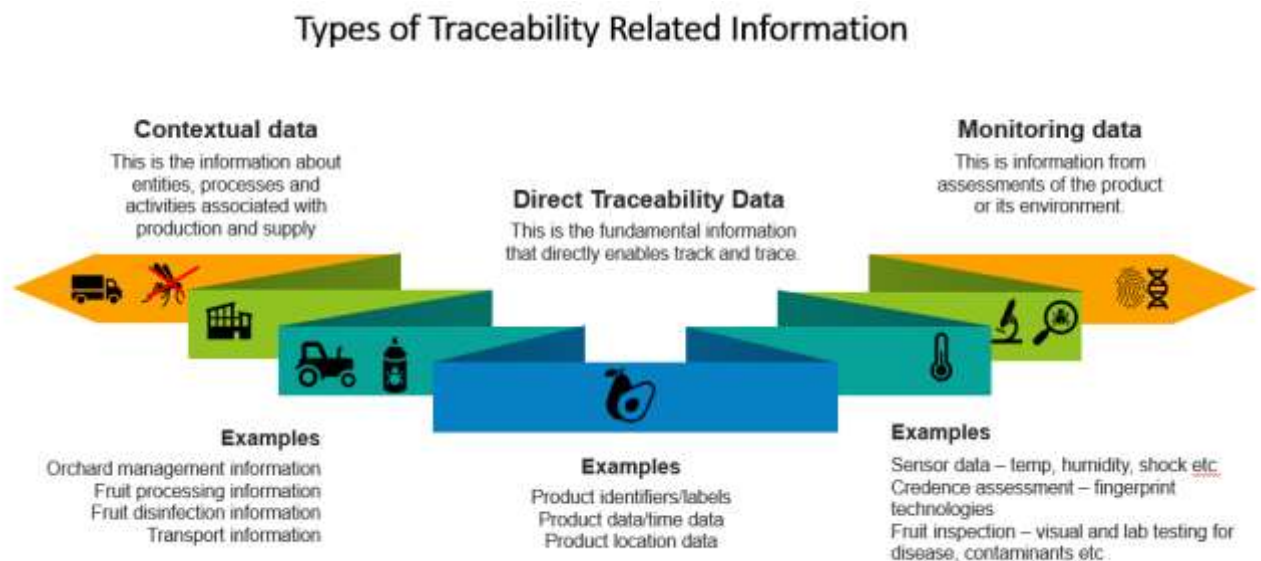 Types of Traceability Related Information
Contextual data
This is the information about
entities, processes and
activities associated with
production and supply
Direct Traceability Data
This is the fundamental information
that directly enables track and trace.
Monitoring data
This is information from
assessments of the product
or its environment.
Examples
Orchard management information
Fruit processing information
Fruit disinfection information
Transport information
Examples
Product identifiers/labels
Product data/time data
Product location data
Examples
Sensor data – temp, humidity, shock etc
Credence assessment – fingerprint
technologies
Fruit inspection – visual and lab testing for
disease, contaminants etc